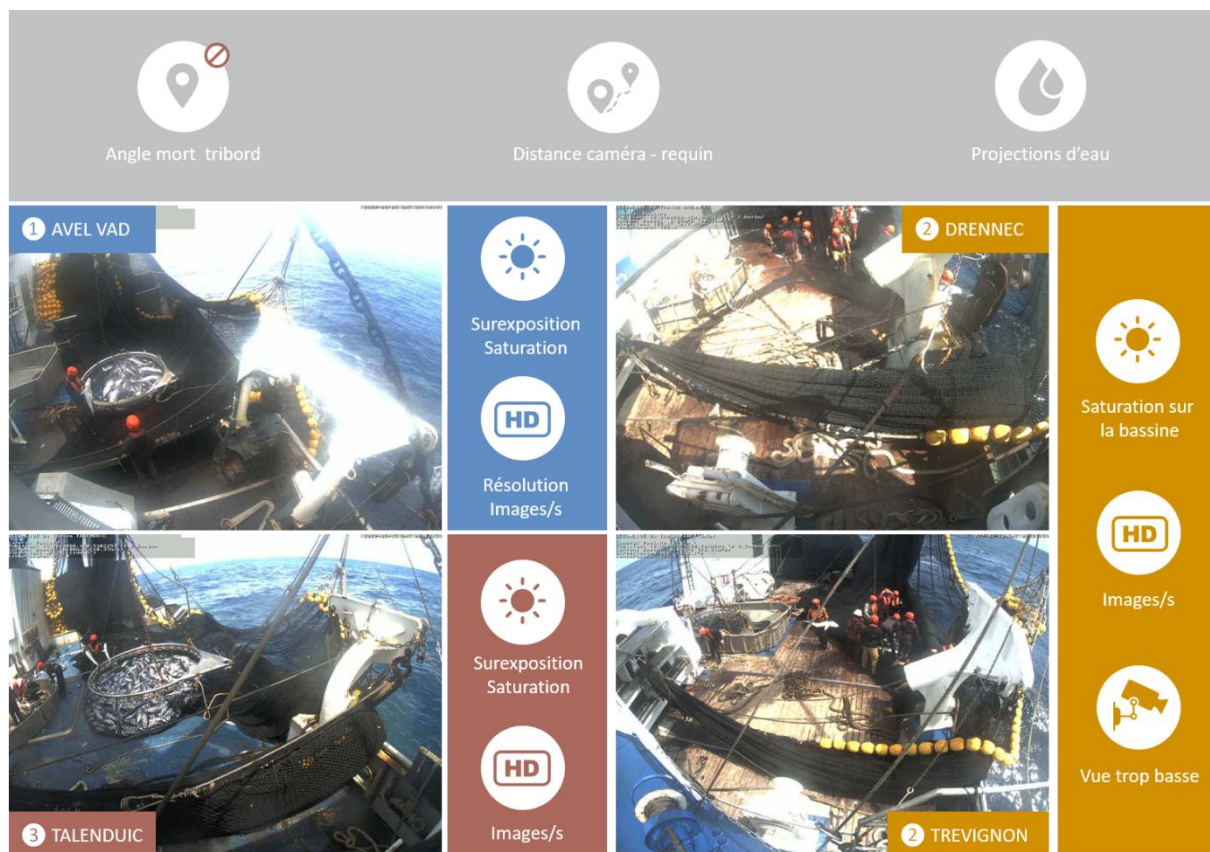 Angle mort tribord
Distance caméra - requin
Projections d'eau
1 AVEL VAD
Surexposition
Saturation
HD
Résolution
Images/s
2 DRENNEC
Saturation sur
la bassine
HD
Images/s
Vue trop basse
3 TALENDUIC
Surexposition
Saturation
HD
Images/s
2 TREVIGNON